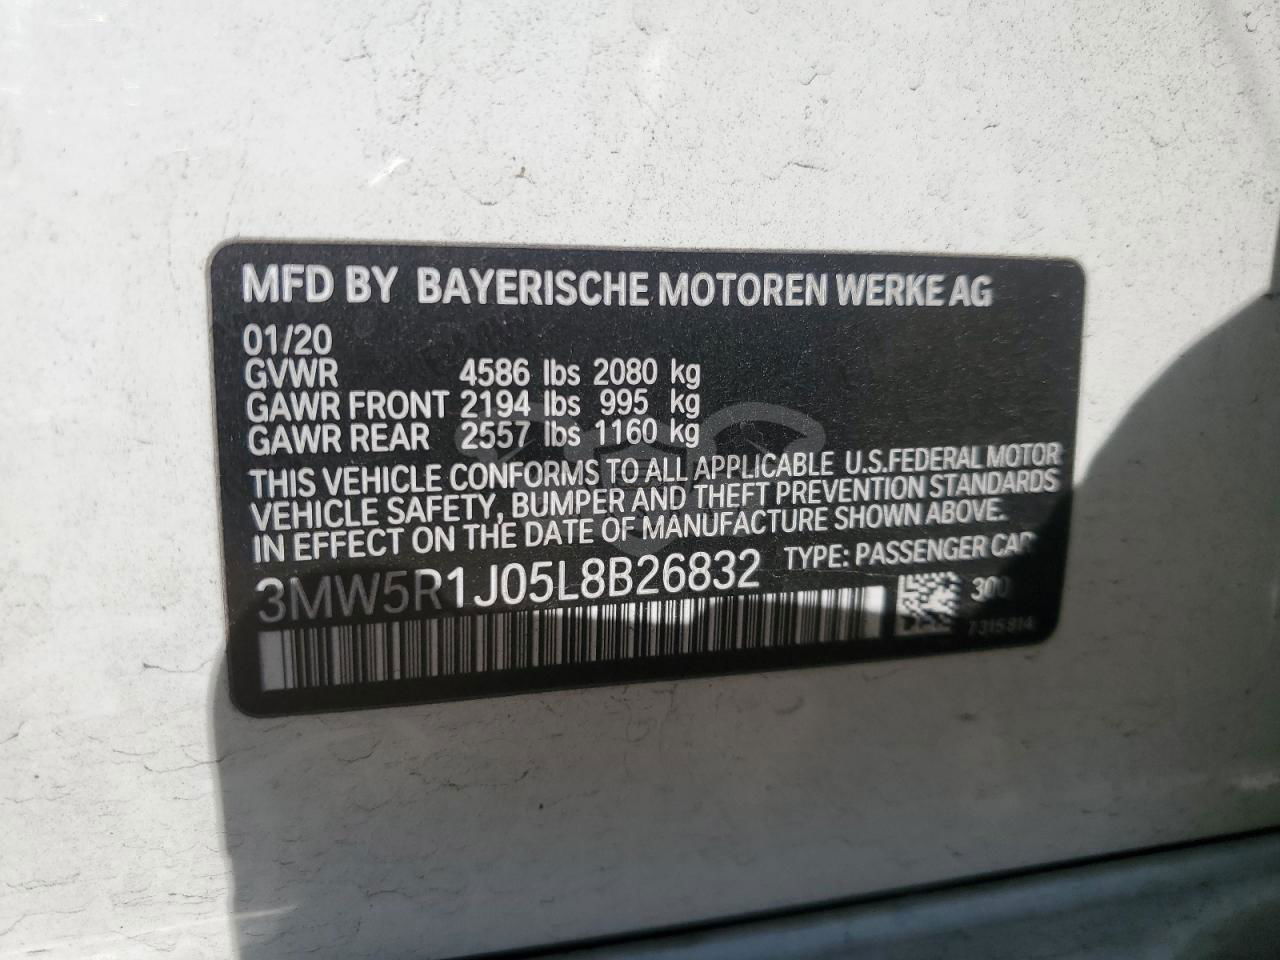 MFD BY BAYERISCHE MOTOREN WERKE AG
01/20
GVWR 4586 lbs 2080 kg
GAWR FRONT 2194 lbs 995 kg
GAWR REAR 2557 lbs 1160 kg
THIS VEHICLE CONFORMS TO ALL APPLICABLE U.S.FEDERAL MOTOR
VEHICLE SAFETY, BUMPER AND THEFT PREVENTION STANDARDS
IN EFFECT ON THE DATE OF MANUFACTURE SHOWN ABOVE.
3MW5R1J05L8B26832 TYPE: PASSENGER CAR
300
7315814